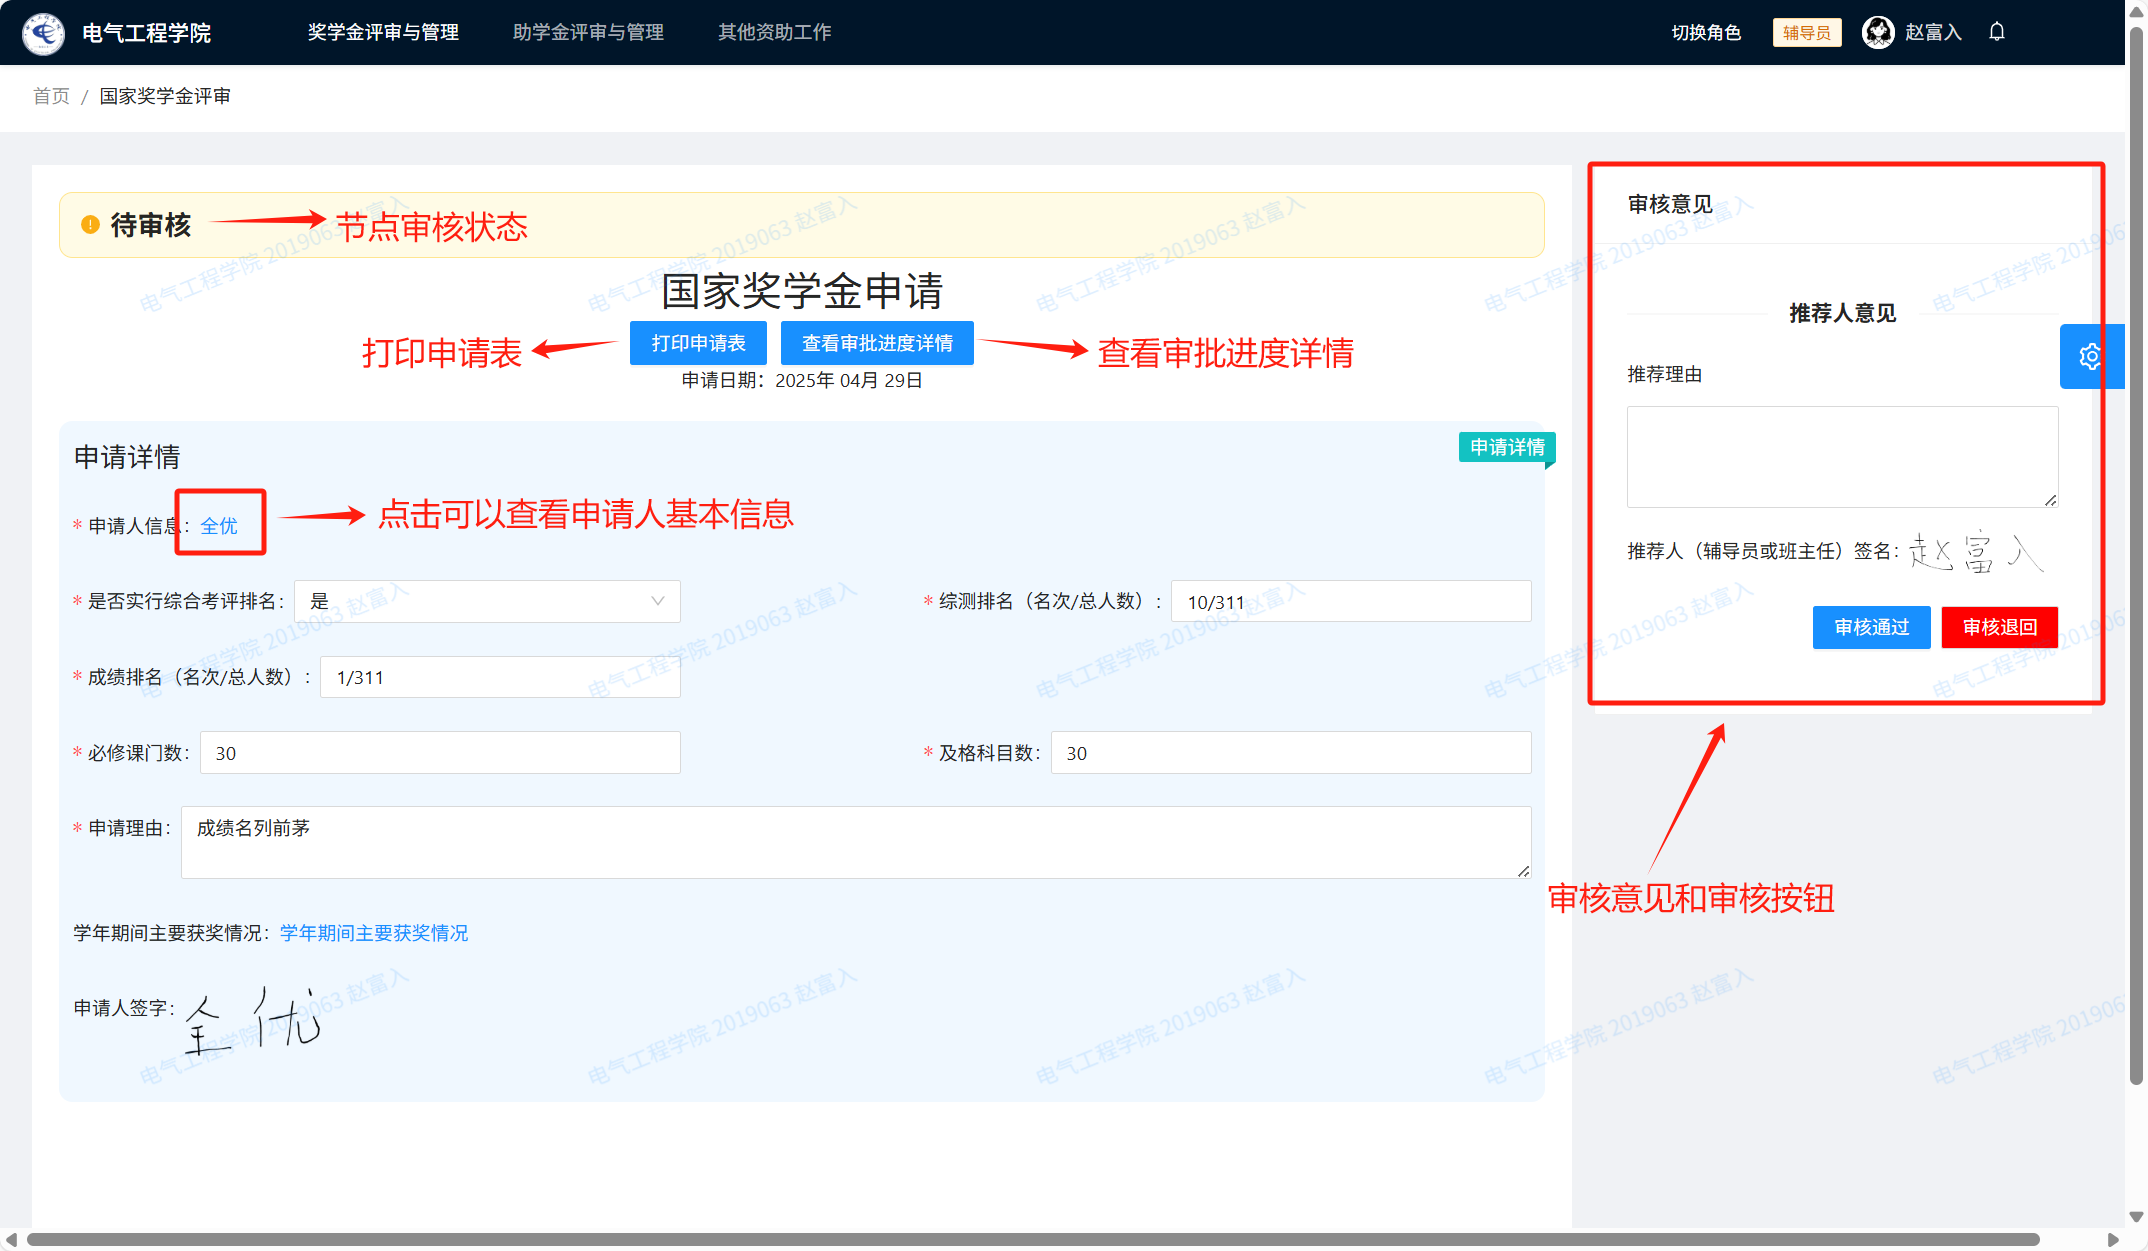 电气工程学院
奖学金评审与管理
助学金评审与管理
其他资助工作
切换角色
辅导员
赵富入
首页 / 国家奖学金评审
待审核
节点审核状态
国家奖学金申请
打印申请表
打印申请表
查看审批进度详情
查看审批进度详情
申请日期：2025年 04月 29日
申请详情
申请详情
* 申请人信息：全优
点击可以查看申请人基本信息
* 是否实行综合考评排名：是
* 综测排名（名次/总人数）：10/311
* 成绩排名（名次/总人数）：1/311
* 必修课门数：30
* 及格科目数：30
* 申请理由：成绩名列前茅
学年期间主要获奖情况：学年期间主要获奖情况
申请人签字：全优
审核意见
推荐人意见
推荐理由
推荐人（辅导员或班主任）签名：赵富入
审核通过
审核退回
审核意见和审核按钮
电气工程学院 2019063 赵富入